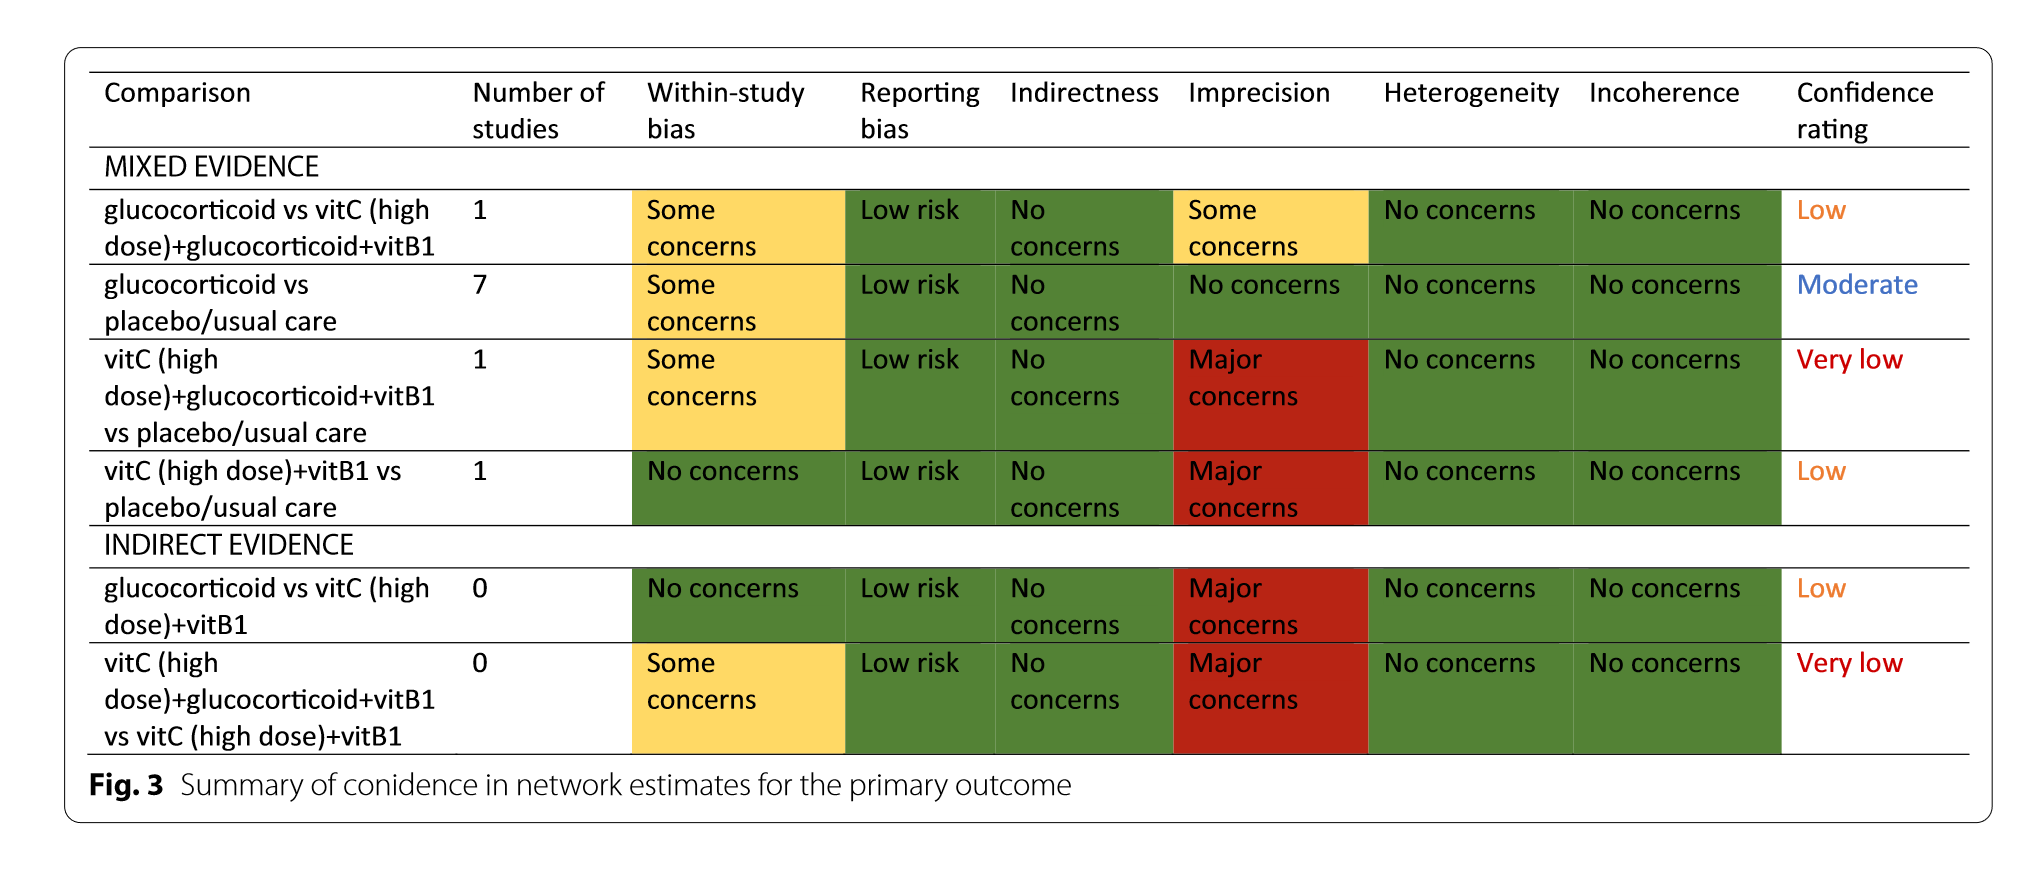 Comparison Number of studies Within-study bias Reporting bias Indirectness Imprecision Heterogeneity Incoherence Confidence rating
MIXED EVIDENCE
glucocorticoid vs vitC (high dose)+glucocorticoid+vitB1 1 Some concerns Low risk No concerns Some concerns No concerns No concerns Low
glucocorticoid vs placebo/usual care 7 Some concerns Low risk No concerns No concerns No concerns No concerns Moderate
vitC (high dose)+glucocorticoid+vitB1 vs placebo/usual care 1 Some concerns Low risk No concerns Major concerns No concerns No concerns Very low
vitC (high dose)+vitB1 vs placebo/usual care 1 No concerns Low risk No concerns Major concerns No concerns No concerns Low
INDIRECT EVIDENCE
glucocorticoid vs vitC (high dose)+vitB1 0 No concerns Low risk No concerns Major concerns No concerns No concerns Low
vitC (high dose)+glucocorticoid+vitB1 vs vitC (high dose)+vitB1 0 Some concerns Low risk No concerns Major concerns No concerns No concerns Very low
Fig. 3 Summary of conidence in network estimates for the primary outcome